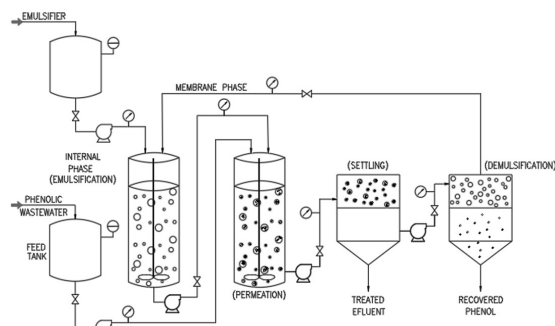 EMULSIFIER
MEMBRANE PHASE
INTERNAL
PHASE
(EMULSIFICATION)
(SETTLING)
(DEMULSIFICATION)
PHENOLIC
WASTEWATER
FEED
TANK
(PERMEATION)
TREATED
EFLUENT
RECOVERED
PHENOL